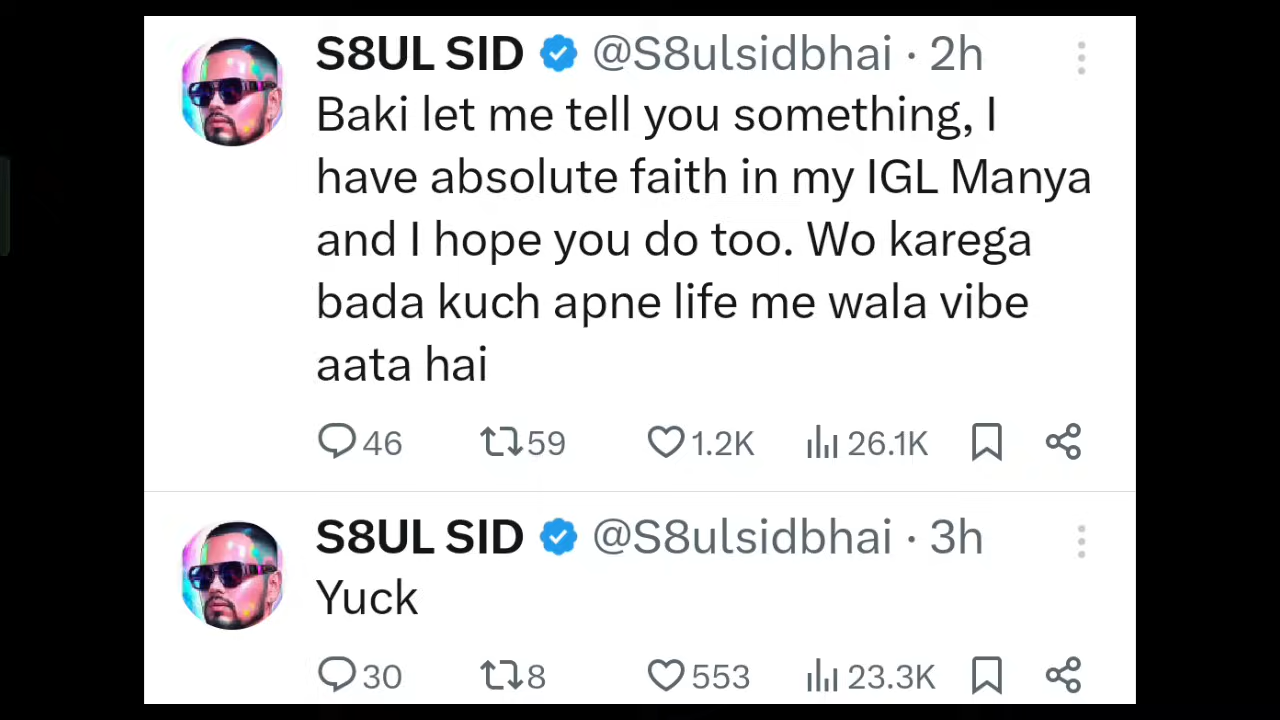 S8UL SID @S8ulsidbhai · 2h
Baki let me tell you something, I
have absolute faith in my IGL Manya
and I hope you do too. Wo karega
bada kuch apne life me wala vibe
aata hai
46 59 1.2K 26.1K
S8UL SID @S8ulsidbhai · 3h
Yuck
30 8 553 23.3K